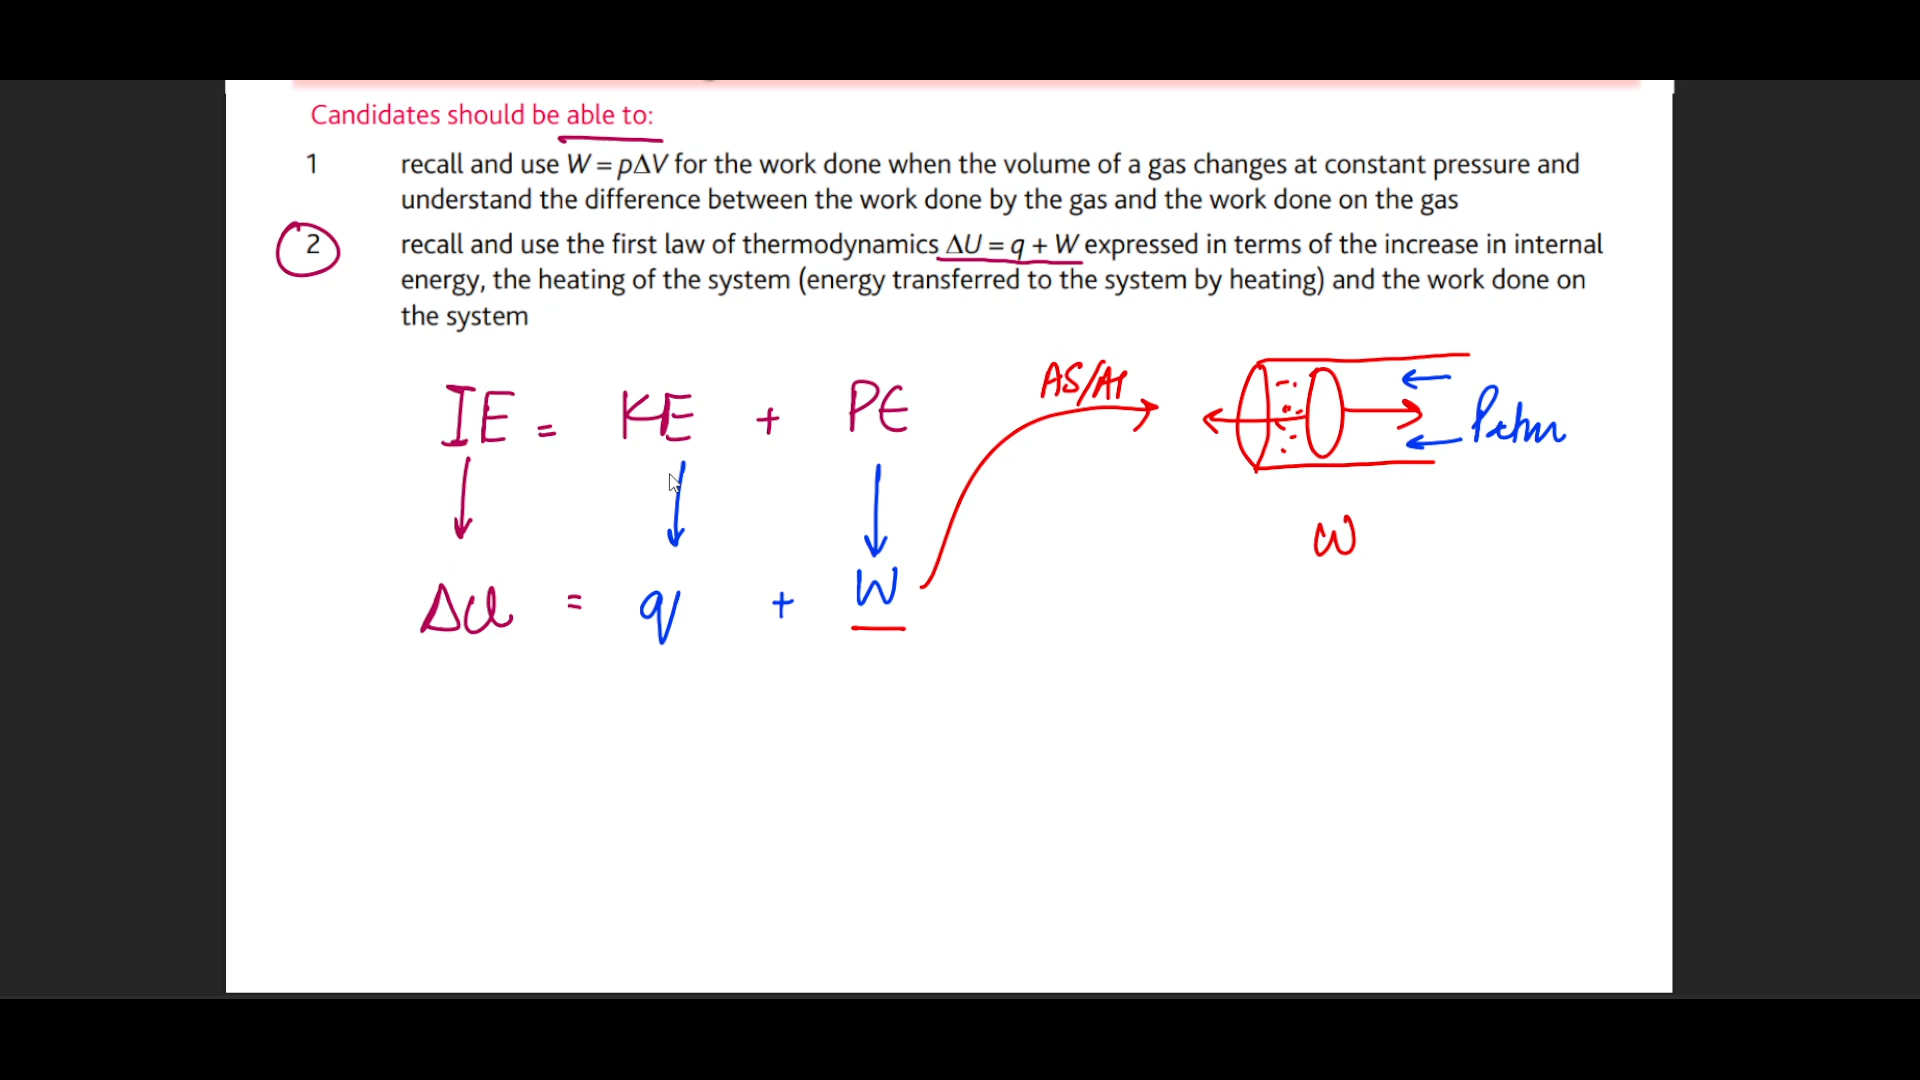 Candidates should be able to:
1 recall and use W = pΔV for the work done when the volume of a gas changes at constant pressure and
understand the difference between the work done by the gas and the work done on the gas
2 recall and use the first law of thermodynamics ΔU = q + W expressed in terms of the increase in internal
energy, the heating of the system (energy transferred to the system by heating) and the work done on
the system
IE = KE + PE
AS/A1
Patm
W
ΔU = q + W